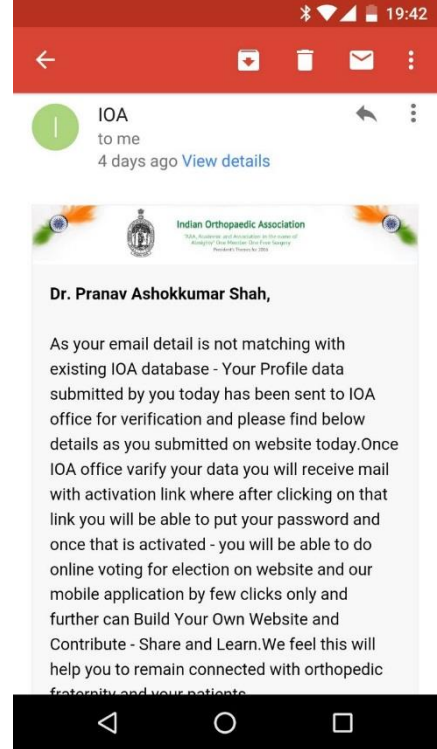 19:42
IOA
to me
4 days ago View details
Indian Orthopaedic Association
Dr. Pranav Ashokkumar Shah,
As your email detail is not matching with
existing IOA database - Your Profile data
submitted by you today has been sent to IOA
office for verification and please find below
details as you submitted on website today.Once
IOA office varify your data you will receive mail
with activation link where after clicking on that
link you will be able to put your password and
once that is activated - you will be able to do
online voting for election on website and our
mobile application by few clicks only and
further can Build Your Own Website and
Contribute - Share and Learn.We feel this will
help you to remain connected with orthopedic
fraternity and your patients